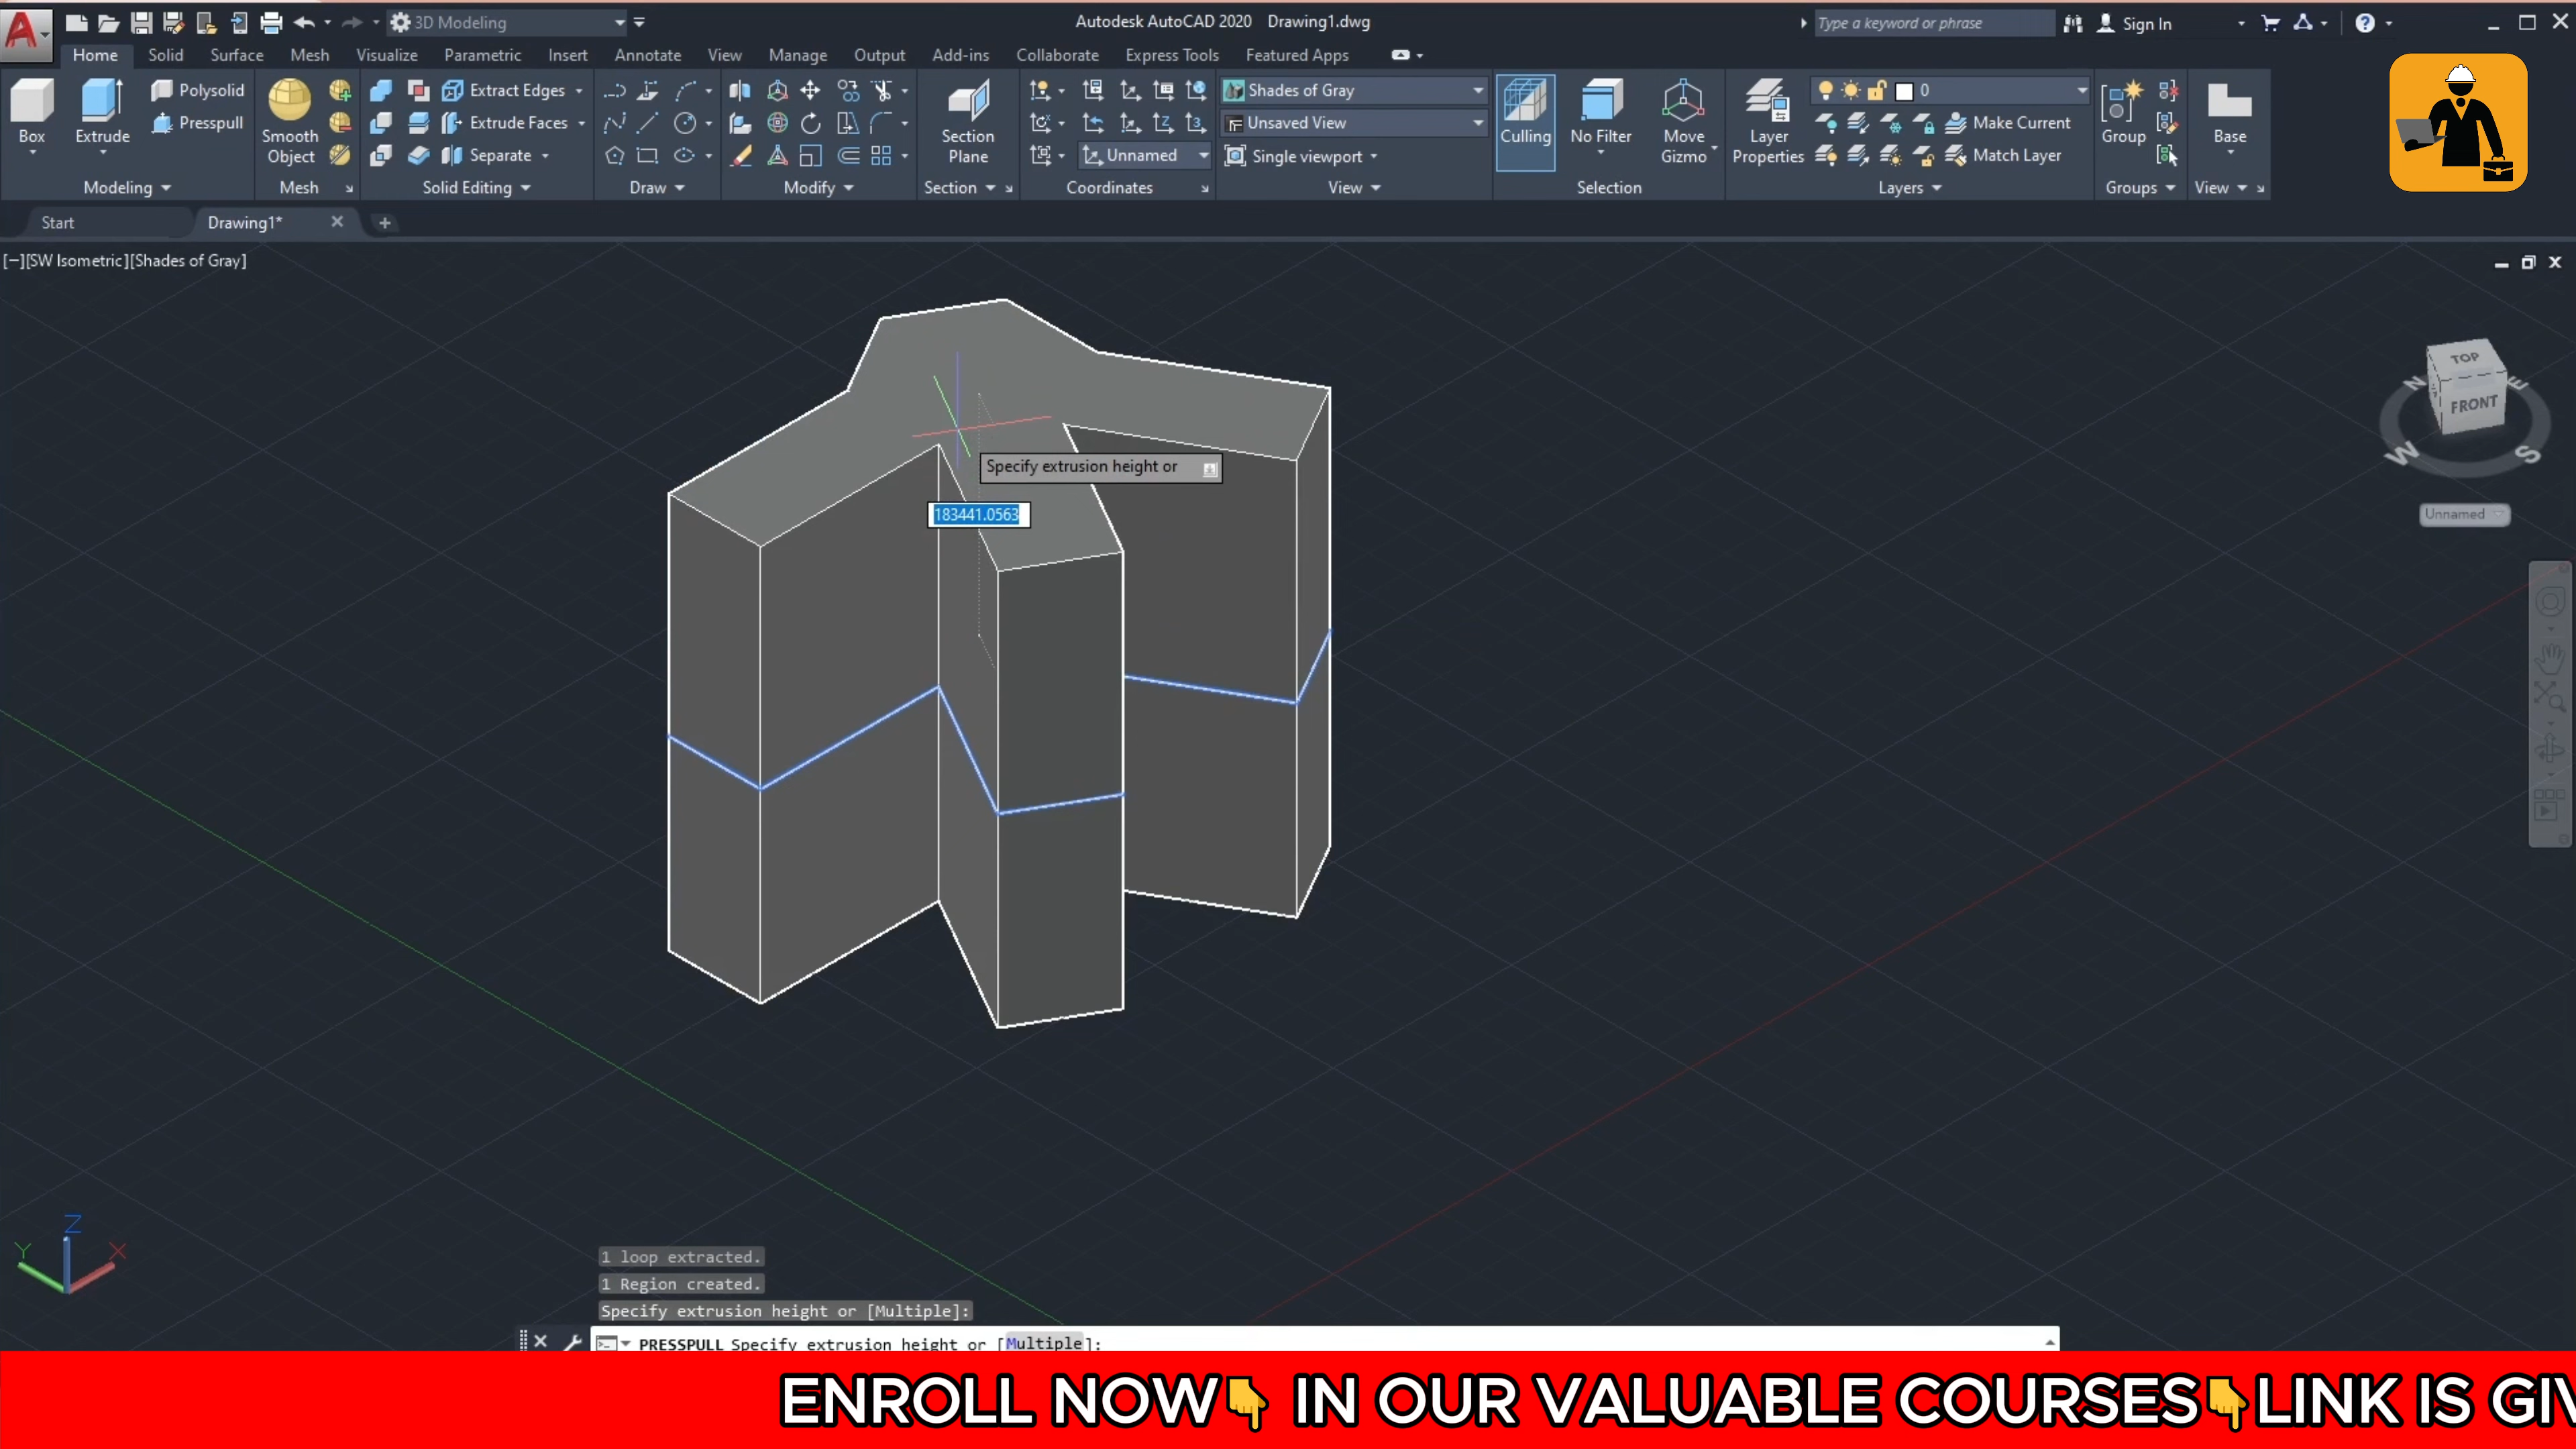 3D Modeling
Autodesk AutoCAD 2020 Drawing1.dwg
Type a keyword or phrase
Sign In
Home Solid Surface Mesh Visualize Parametric Insert Annotate View Manage Output Add-ins Collaborate Express Tools Featured Apps
Box
Extrude
Polysolid
Presspull
Modeling
Smooth
Object
Mesh
Extract Edges
Extrude Faces
Separate
Solid Editing
Draw
Modify
Section
Plane
Section
Unnamed
Coordinates
Shades of Gray
Unsaved View
Single viewport
View
Culling
No Filter
Move
Gizmo
Selection
Layer
Properties
0
Make Current
Match Layer
Layers
Group
Groups
Base
View
Start
Drawing1*
[−][SW Isometric][Shades of Gray]
TOP
FRONT
N
E
W
S
Unnamed
Specify extrusion height or
183441.0563
Z
Y
X
1 loop extracted.
1 Region created.
Specify extrusion height or [Multiple]:
PRESSPULL Specify extrusion height or [Multiple]:
ENROLL NOW👇 IN OUR VALUABLE COURSES👇LINK IS GIV